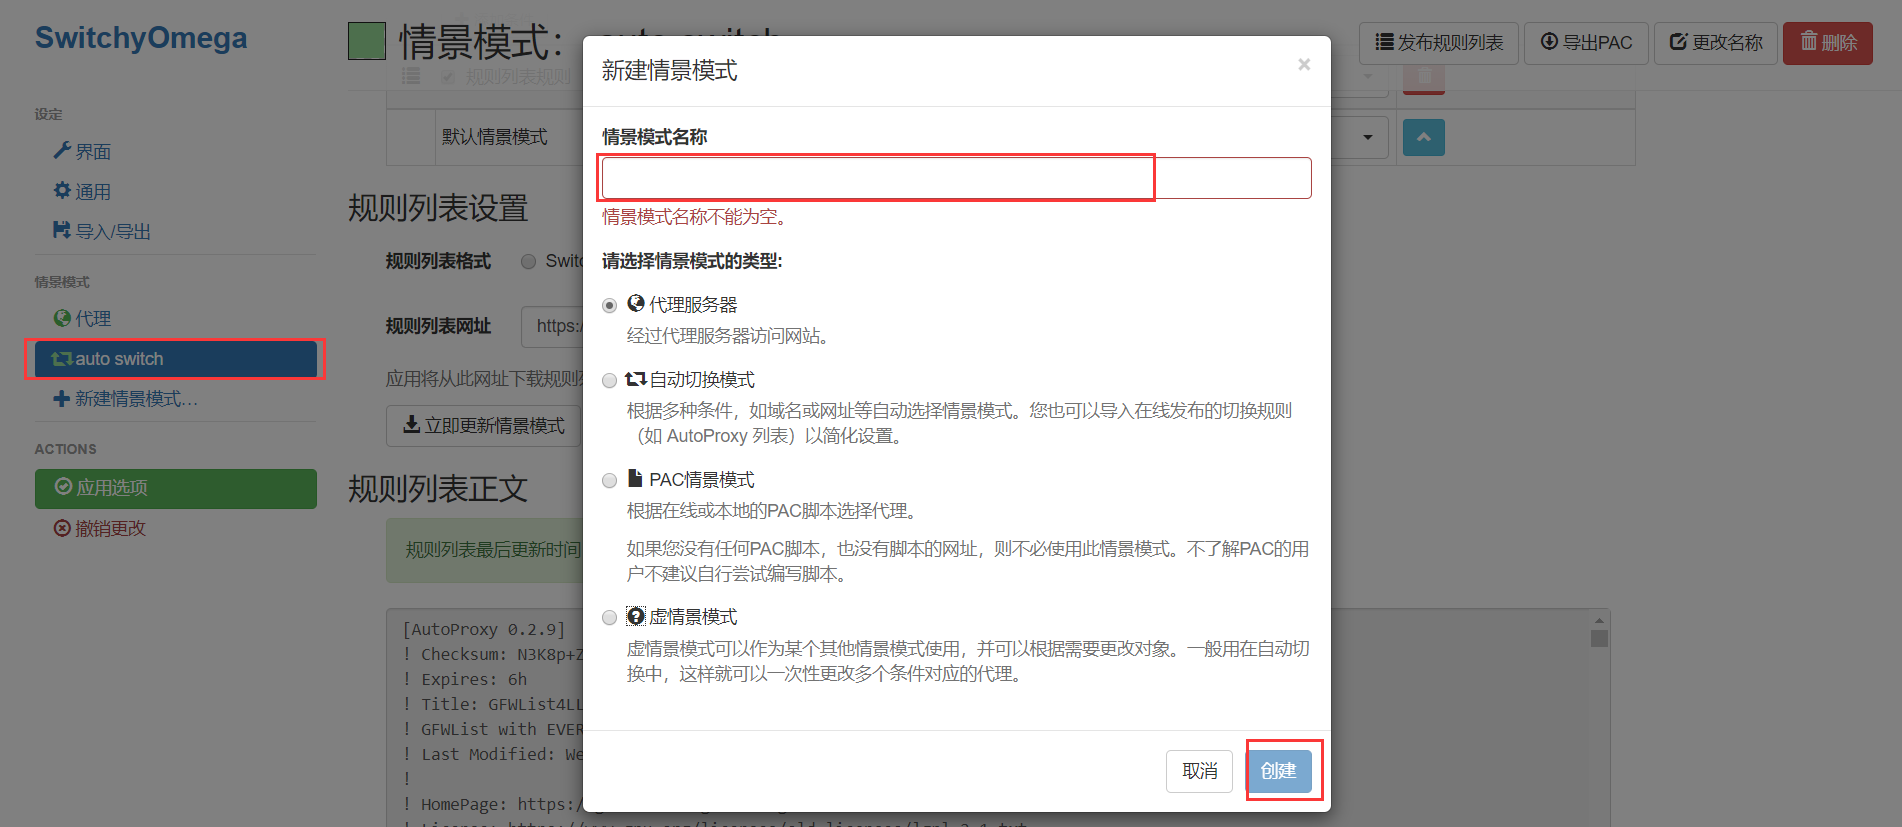 SwitchyOmega
设定
界面
通用
导入/导出
情景模式
代理
auto switch
新建情景模式...
ACTIONS
应用选项
撤销更改
情景模式: auto switch
发布规则列表
导出PAC
更改名称
删除
规则列表规则
默认情景模式
规则列表设置
规则列表格式
规则列表网址
https:/
立即更新情景模式
规则列表正文
规则列表最后更新时间
[AutoProxy 0.2.9]
! Checksum: N3K8p+Z
! Expires: 6h
! Title: GFWList4LL
! GFWList with EVER
! Last Modified: We
!
! HomePage: https:/
新建情景模式
×
情景模式名称
情景模式名称不能为空。
请选择情景模式的类型:
代理服务器
经过代理服务器访问网站。
自动切换模式
根据多种条件，如域名或网址等自动选择情景模式。您也可以导入在线发布的切换规则
（如 AutoProxy 列表）以简化设置。
PAC情景模式
根据在线或本地的PAC脚本选择代理。
如果您没有任何PAC脚本，也没有脚本的网址，则不必使用此情景模式。不了解PAC的用
户不建议自行尝试编写脚本。
虚情景模式
虚情景模式可以作为某个其他情景模式使用，并可以根据需要更改对象。一般用在自动切
换中，这样就可以一次性更改多个条件对应的代理。
取消
创建